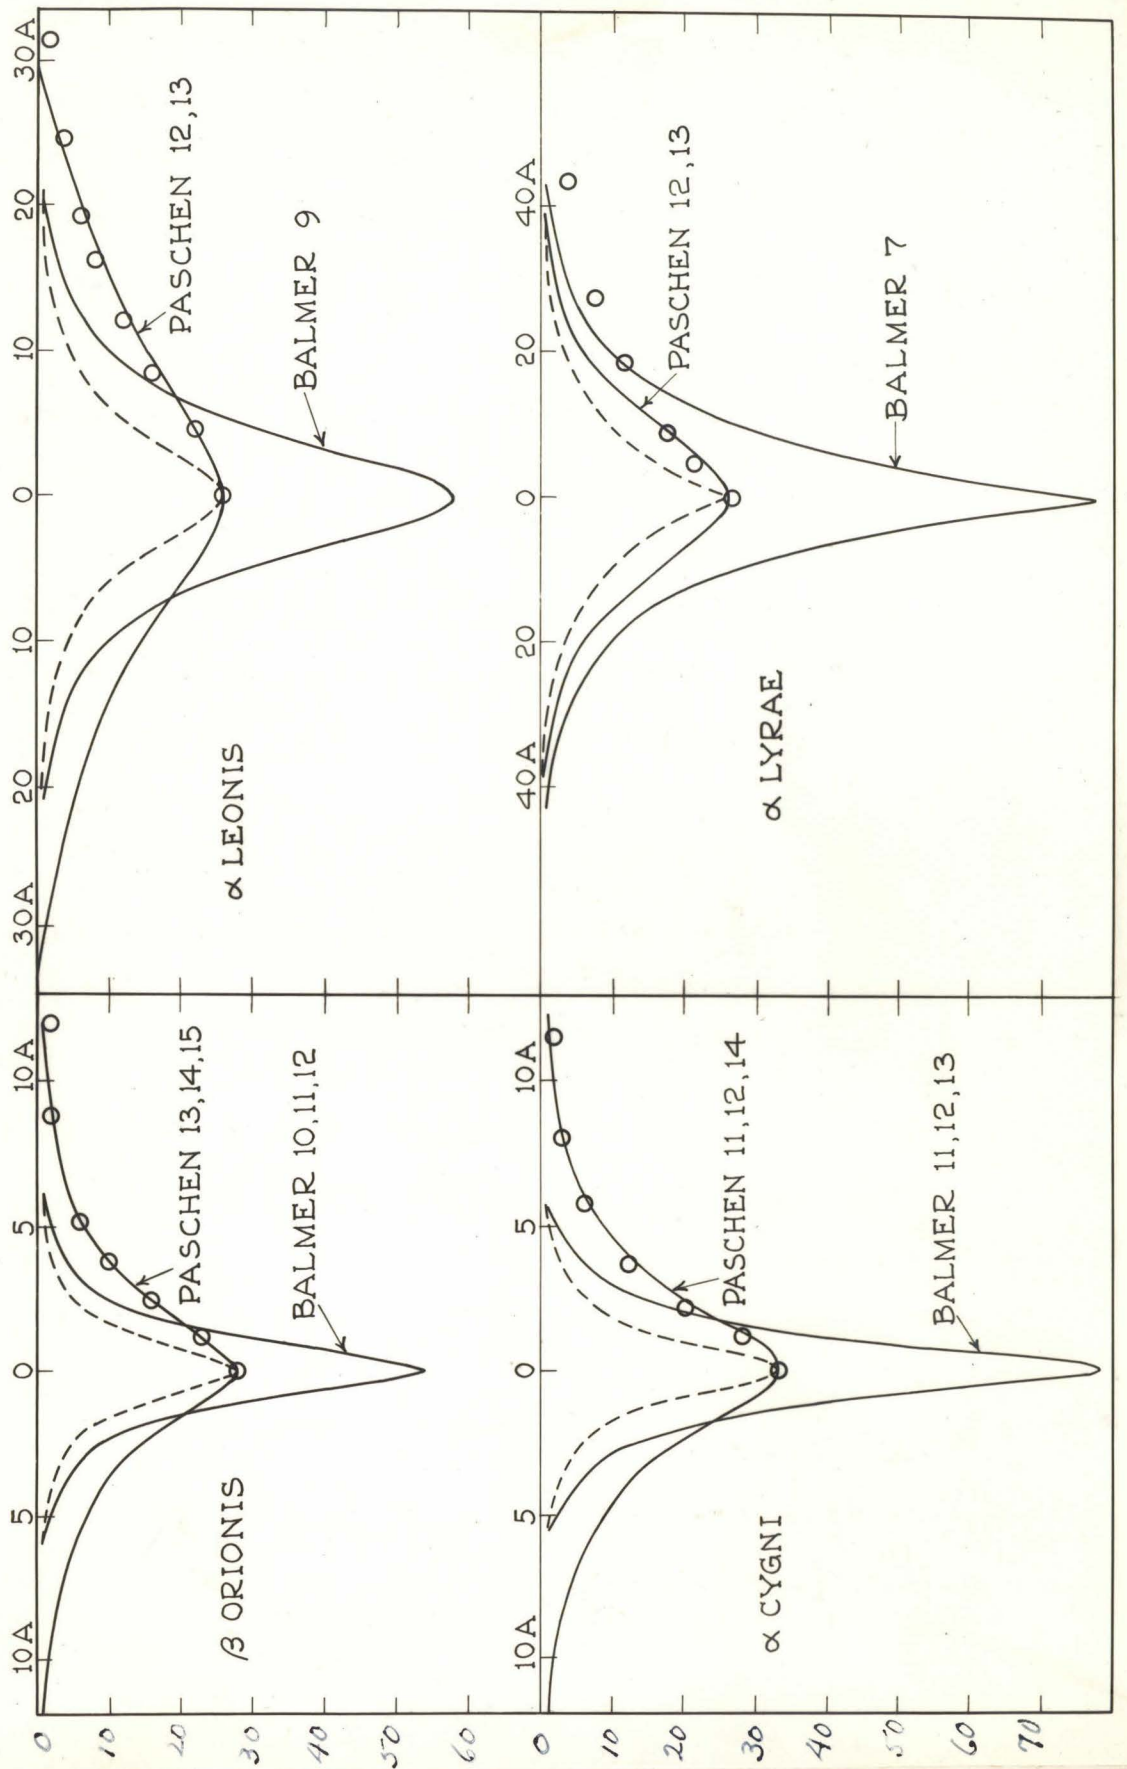 10A 5 0 5 10A
30A 20 10 0 10 20 30A
0
10
20
30
40
50
60
β ORIONIS
PASCHEN 13,14,15
BALMER 10,11,12
α LEONIS
PASCHEN 12,13
BALMER 9
10A 5 0 5 10A
40A 20 0 20 40A
0
10
20
30
40
50
60
70
α CYGNI
PASCHEN 11,12,14
BALMER 11,12,13
α LYRAE
PASCHEN 12,13
BALMER 7